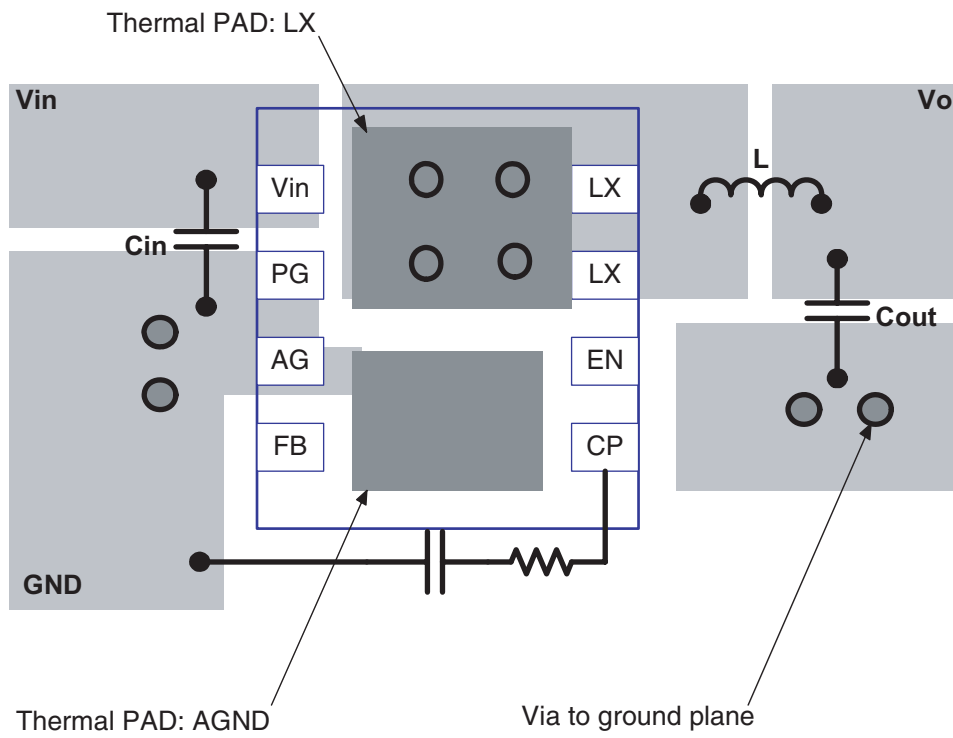 Thermal PAD: LX
Vin
Vo
L
Vin
LX
Cin
PG
LX
Cout
AG
EN
FB
CP
GND
Thermal PAD: AGND
Via to ground plane